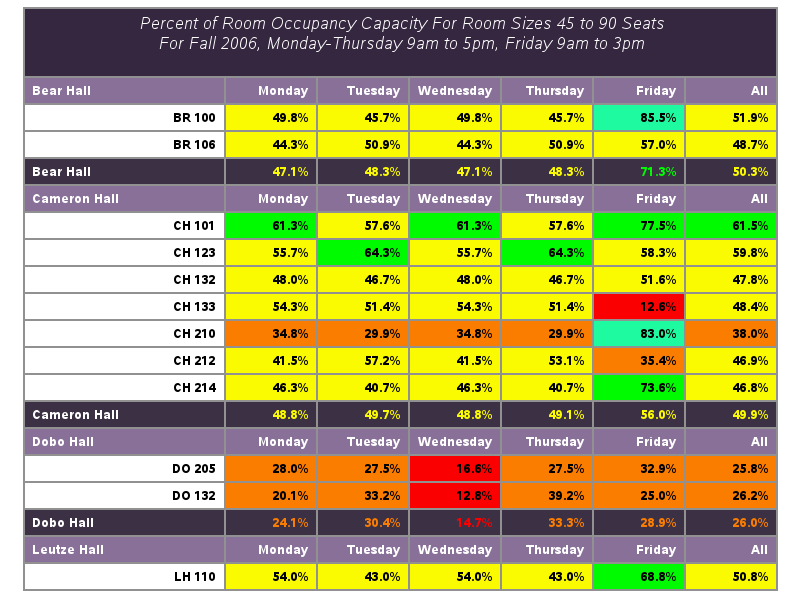 Percent of Room Occupancy Capacity For Room Sizes 45 to 90 Seats
For Fall 2006, Monday-Thursday 9am to 5pm, Friday 9am to 3pm
Bear Hall Monday Tuesday Wednesday Thursday Friday All
BR 100 49.8% 45.7% 49.8% 45.7% 85.5% 51.9%
BR 106 44.3% 50.9% 44.3% 50.9% 57.0% 48.7%
Bear Hall 47.1% 48.3% 47.1% 48.3% 71.3% 50.3%
Cameron Hall Monday Tuesday Wednesday Thursday Friday All
CH 101 61.3% 57.6% 61.3% 57.6% 77.5% 61.5%
CH 123 55.7% 64.3% 55.7% 64.3% 58.3% 59.8%
CH 132 48.0% 46.7% 48.0% 46.7% 51.6% 47.8%
CH 133 54.3% 51.4% 54.3% 51.4% 12.6% 48.4%
CH 210 34.8% 29.9% 34.8% 29.9% 83.0% 38.0%
CH 212 41.5% 57.2% 41.5% 53.1% 35.4% 46.9%
CH 214 46.3% 40.7% 46.3% 40.7% 73.6% 46.8%
Cameron Hall 48.8% 49.7% 48.8% 49.1% 56.0% 49.9%
Dobo Hall Monday Tuesday Wednesday Thursday Friday All
DO 205 28.0% 27.5% 16.6% 27.5% 32.9% 25.8%
DO 132 20.1% 33.2% 12.8% 39.2% 25.0% 26.2%
Dobo Hall 24.1% 30.4% 14.7% 33.3% 28.9% 26.0%
Leutze Hall Monday Tuesday Wednesday Thursday Friday All
LH 110 54.0% 43.0% 54.0% 43.0% 68.8% 50.8%